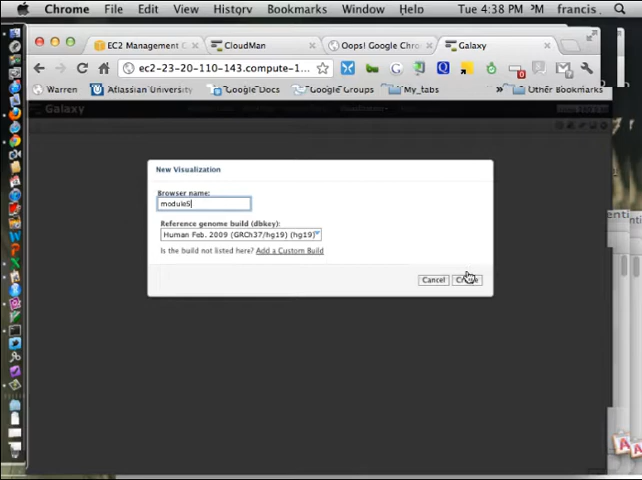 Chrome File Edit View History Bookmarks Window Help Tue 4:38 PM PM francis
EC2 Management C CloudMan Oops! Google Chro Galaxy
ec2-23-20-110-143.compute-1...
Warren Atlassian University Google Docs Google Groups My_tabs » Other Bookmarks
Galaxy
New Visualization
Browser name:
module5
Reference genome build (dbkey):
Human Feb. 2009 (GRCh37/hg19) (hg19)
Is the build not listed here? Add a Custom Build
Cancel